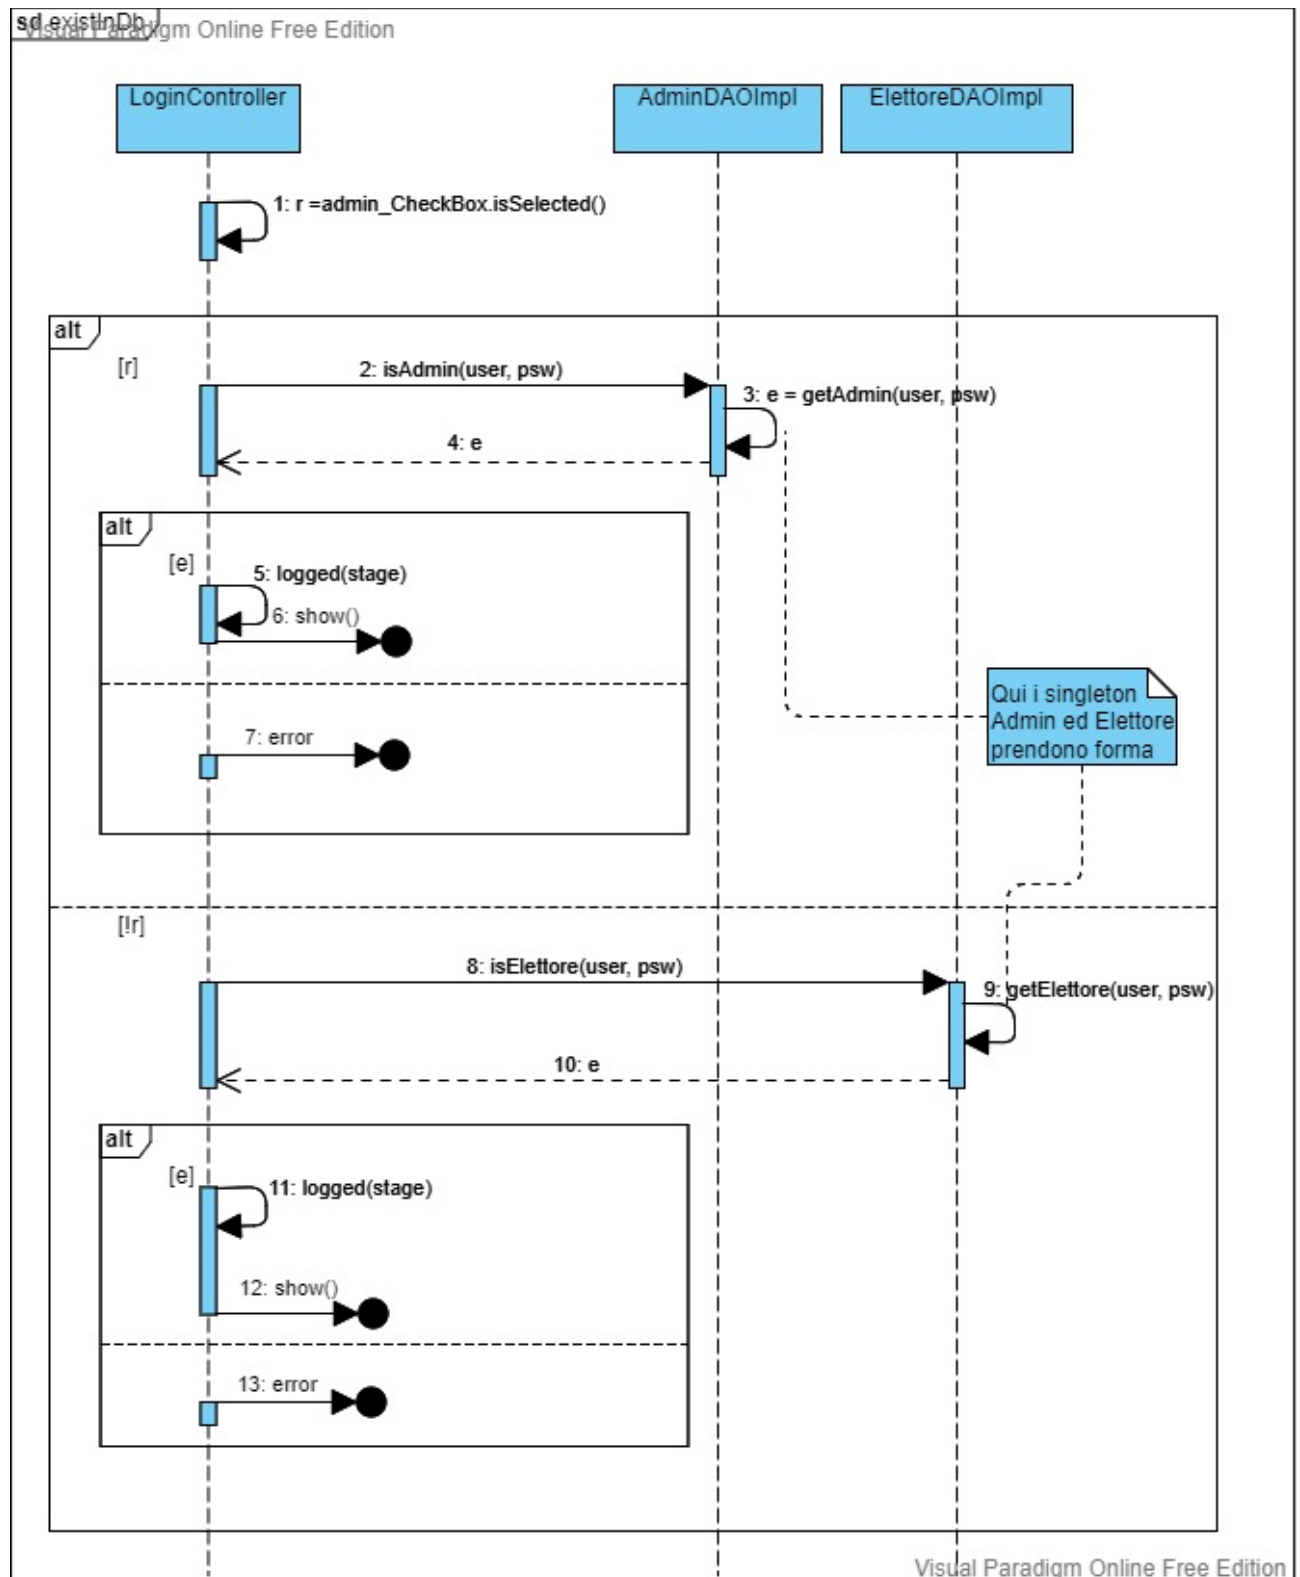 sd existInDb
Visual Paradigm Online Free Edition
LoginController
AdminDAOImpl
ElettoreDAOImpl
1: r =admin_CheckBox.isSelected()
alt
[r]
2: isAdmin(user, psw)
3: e = getAdmin(user, psw)
4: e
alt
[e]
5: logged(stage)
6: show()
7: error
Qui i singleton
Admin ed Elettore
prendono forma
[!r]
8: isElettore(user, psw)
9: getElettore(user, psw)
10: e
alt
[e]
11: logged(stage)
12: show()
13: error
Visual Paradigm Online Free Edition